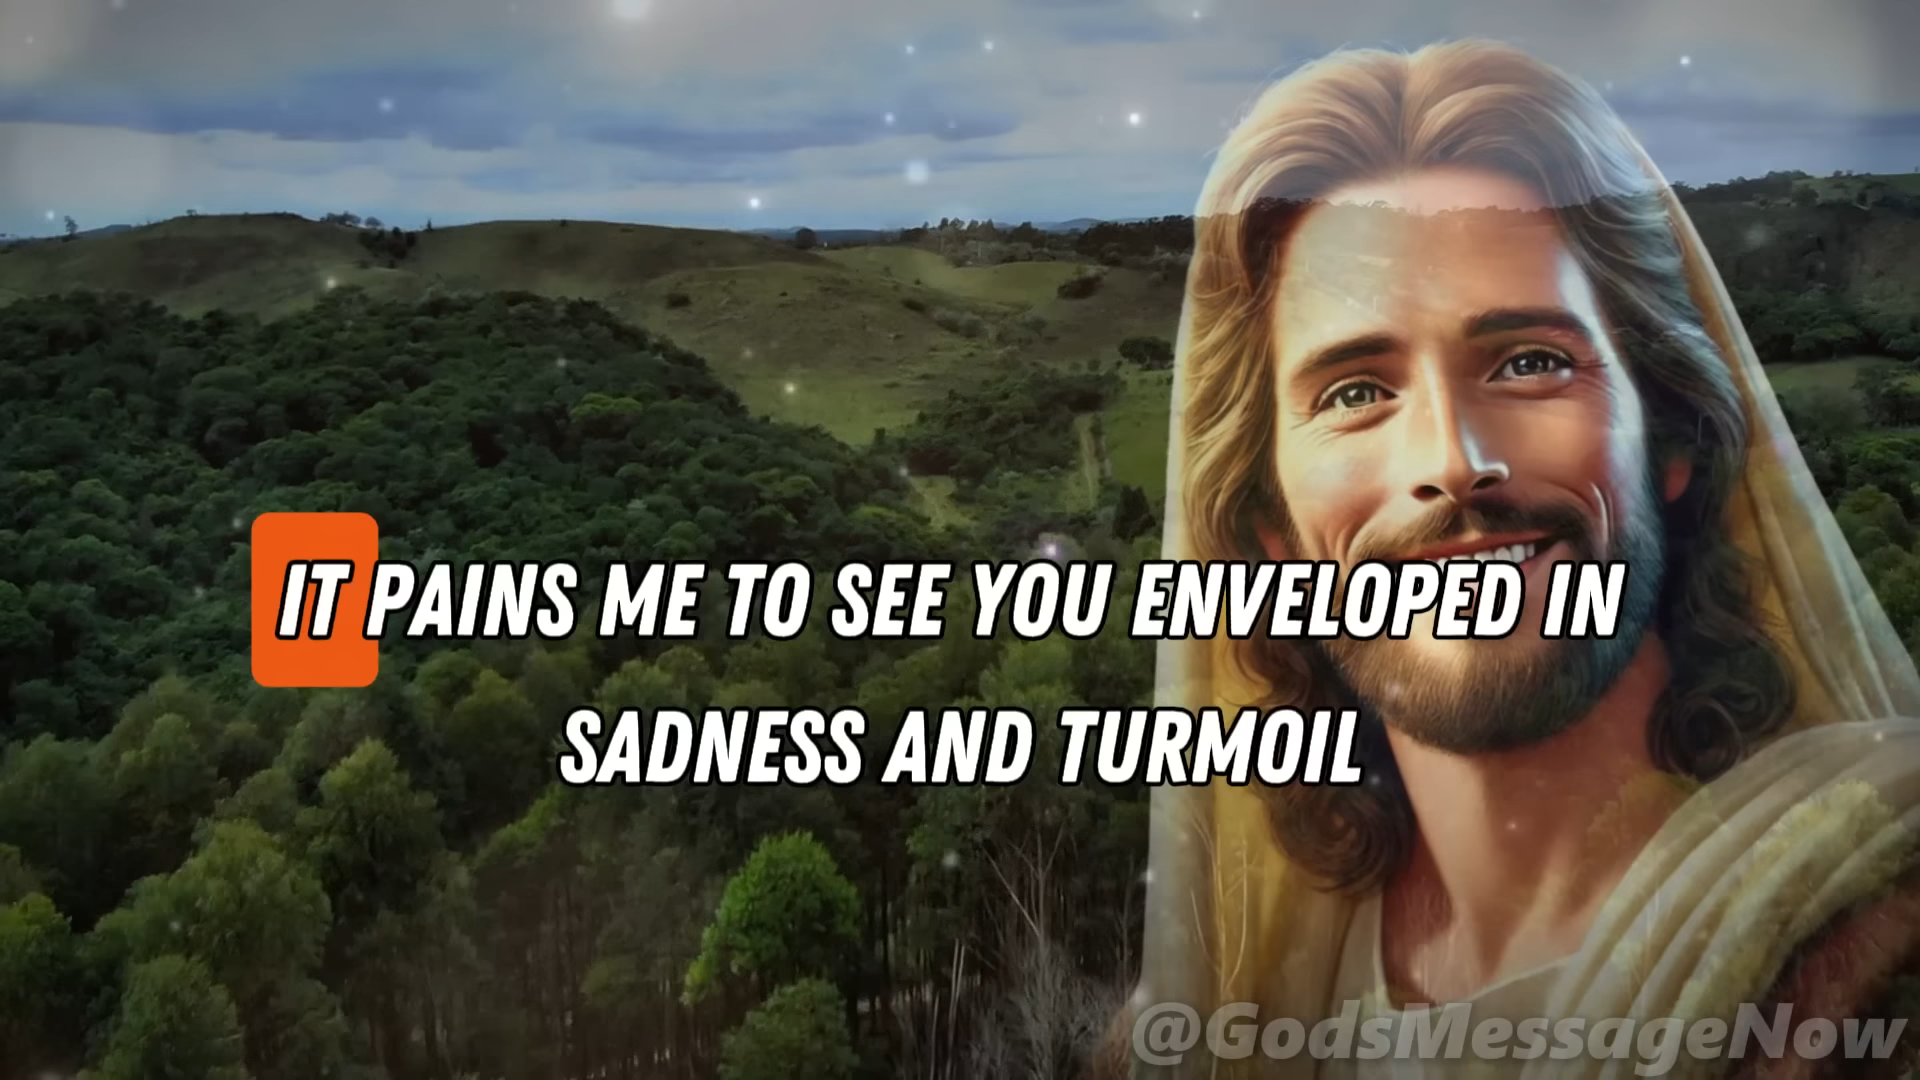 IT PAINS ME TO SEE YOU ENVELOPED IN
SADNESS AND TURMOIL
@GodsMessageNow